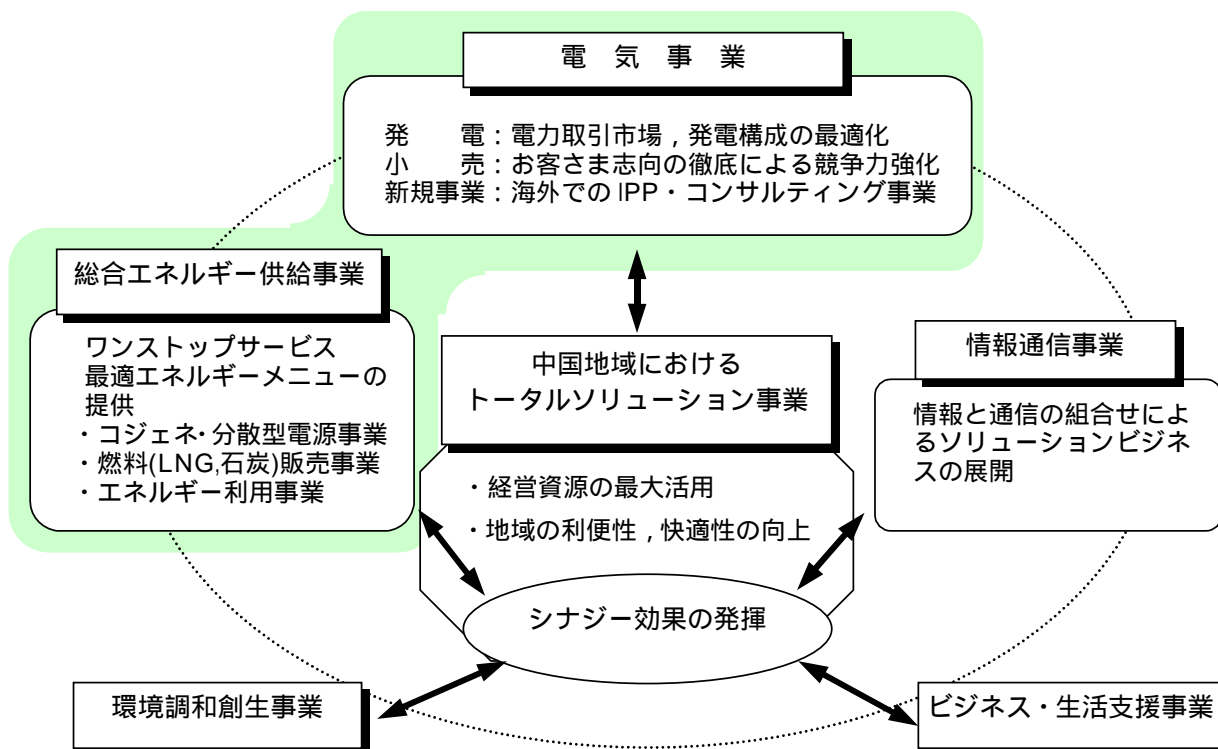 電　気　事　業
発　　電：電力取引市場，発電構成の最適化
小　　売：お客さま志向の徹底による競争力強化
新規事業：海外でのIPP・コンサルティング事業
総合エネルギー供給事業
ワンストップサービス
最適エネルギーメニューの
提供
・コジェネ・分散型電源事業
・燃料(LNG,石炭)販売事業
・エネルギー利用事業
中国地域における
トータルソリューション事業
・経営資源の最大活用
・地域の利便性，快適性の向上
シナジー効果の発揮
情報通信事業
情報と通信の組合せによ
るソリューションビジネ
スの展開
環境調和創生事業
ビジネス・生活支援事業